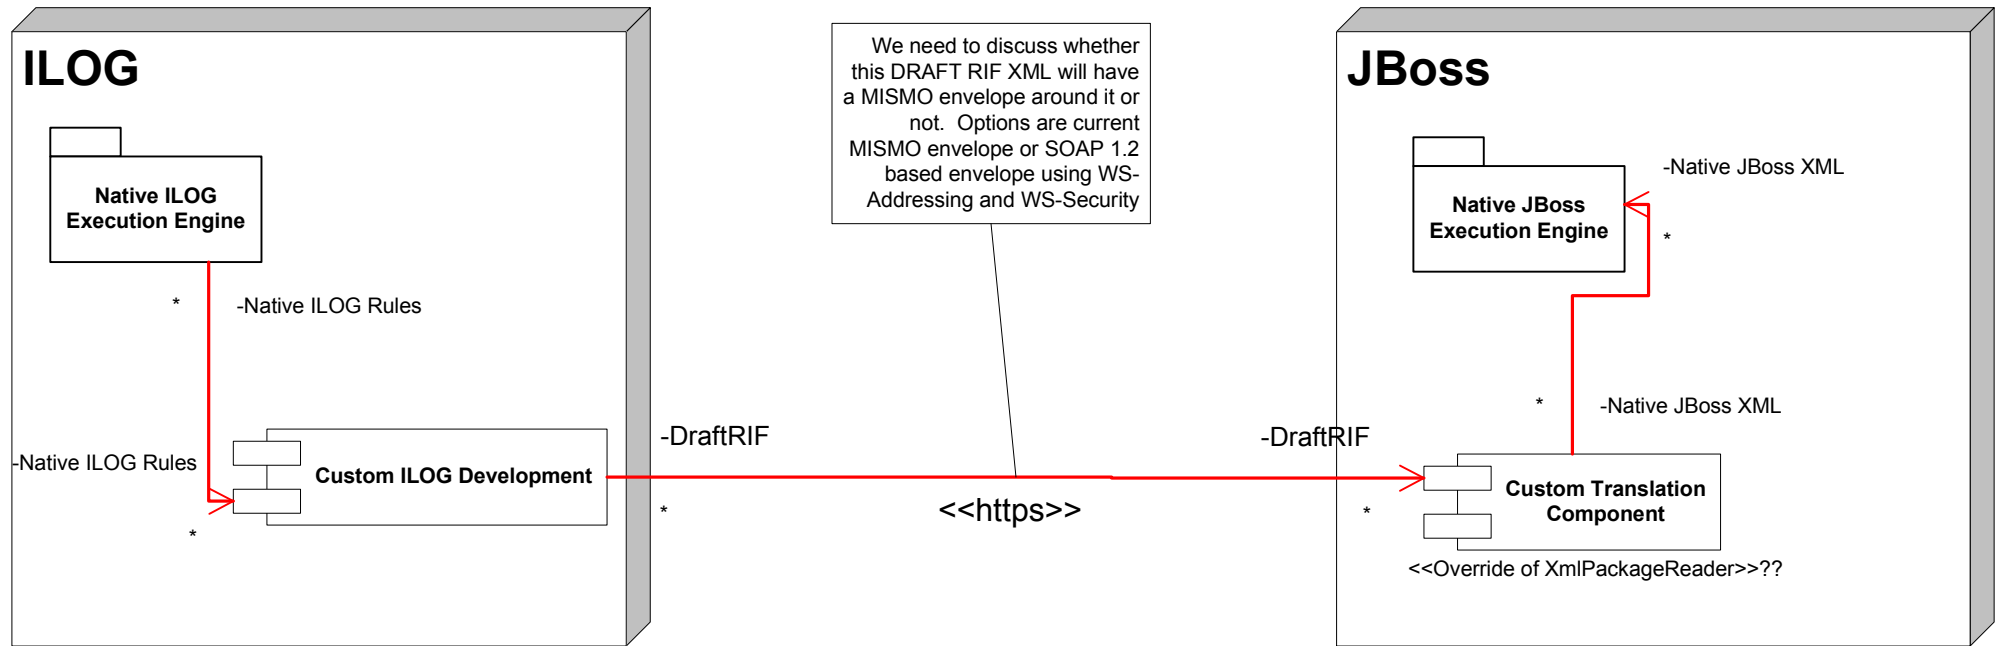 ILOG
Native ILOG
Execution Engine
*
-Native ILOG Rules
-Native ILOG Rules
*
Custom ILOG Development
-DraftRIF
*
We need to discuss whether
this DRAFT RIF XML will have
a MISMO envelope around it or
not.  Options are current
MISMO envelope or SOAP 1.2
based envelope using WS-
Addressing and WS-Security
<<https>>
-DraftRIF
*
JBoss
Native JBoss
Execution Engine
-Native JBoss XML
*
*
-Native JBoss XML
Custom Translation
Component
<<Override of XmlPackageReader>>??